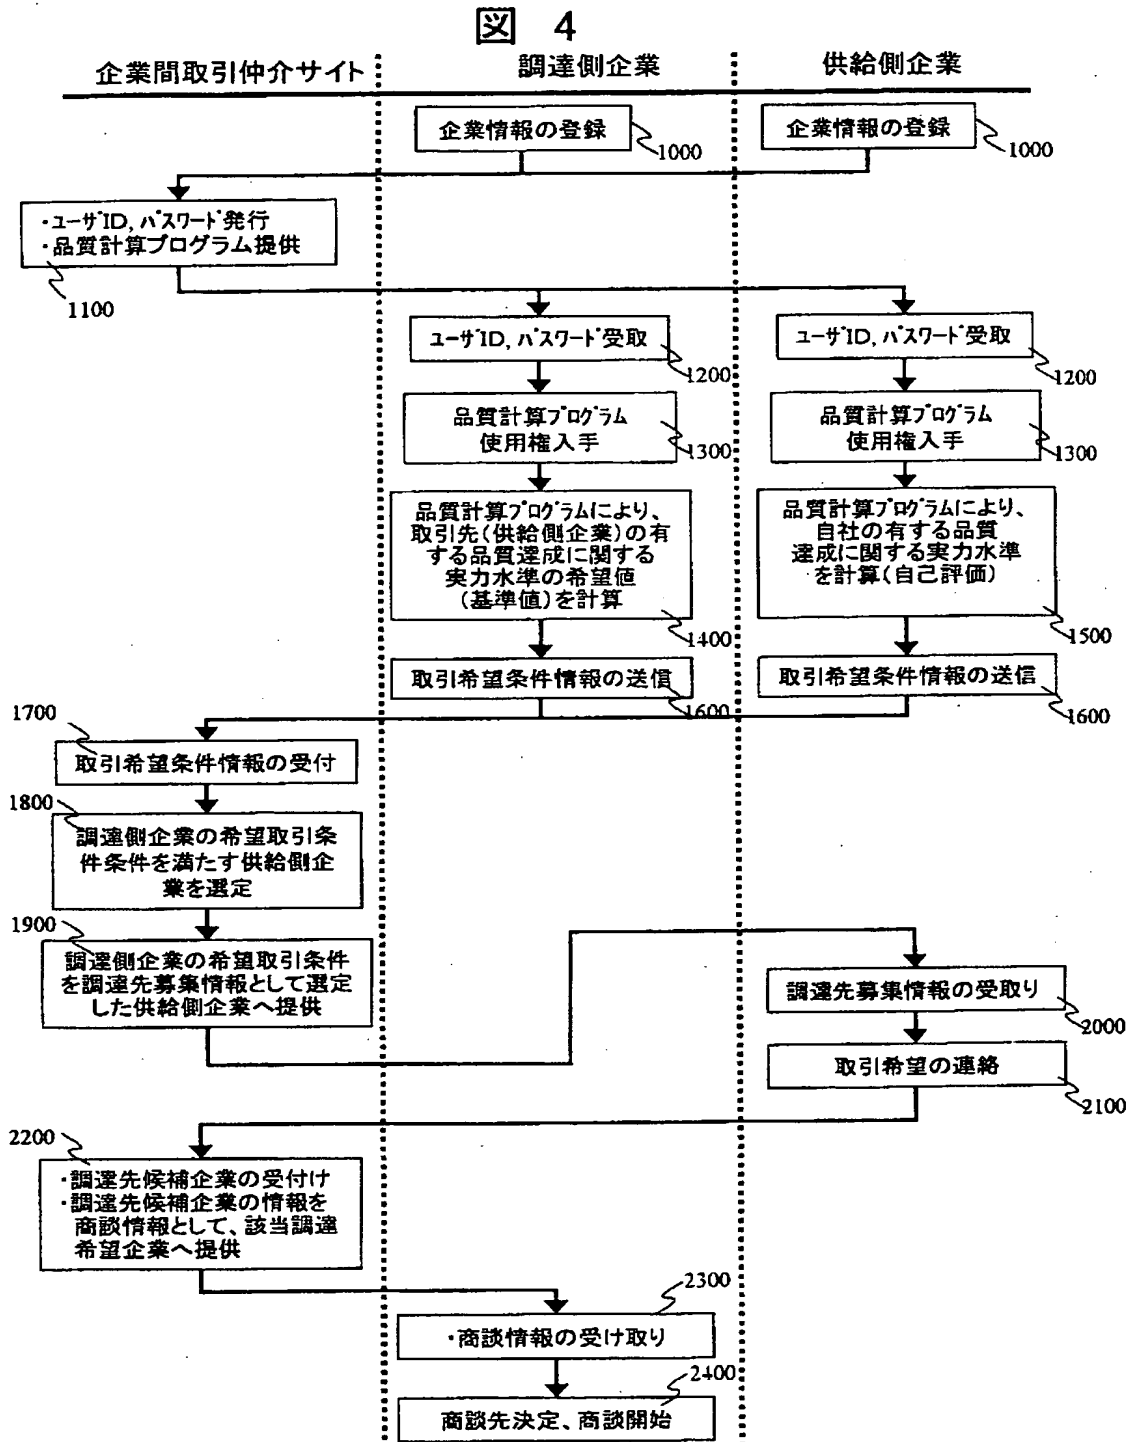 図 4
企業間取引仲介サイト
調達側企業
供給側企業
企業情報の登録
1000
企業情報の登録
1000
・ユーザID, パスワード発行
・品質計算プログラム提供
1100
ユーザID, パスワード受取
1200
ユーザID, パスワード受取
1200
品質計算プログラム
使用権入手
1300
品質計算プログラム
使用権入手
1300
品質計算プログラムにより、
取引先(供給側企業)の有
する品質達成に関する
実力水準の希望値
(基準値)を計算
1400
品質計算プログラムにより、
自社の有する品質
達成に関する実力水準
を計算(自己評価)
1500
取引希望条件情報の送信
1600
取引希望条件情報の送信
1600
1700
取引希望条件情報の受付
1800
調達側企業の希望取引条
件条件を満たす供給側企
業を選定
1900
調達側企業の希望取引条件
を調達先募集情報として選定
した供給側企業へ提供
調達先募集情報の受取り
2000
取引希望の連絡
2100
2200
・調達先候補企業の受付け
・調達先候補企業の情報を
商談情報として、該当調達
希望企業へ提供
2300
・商談情報の受け取り
2400
商談先決定、商談開始